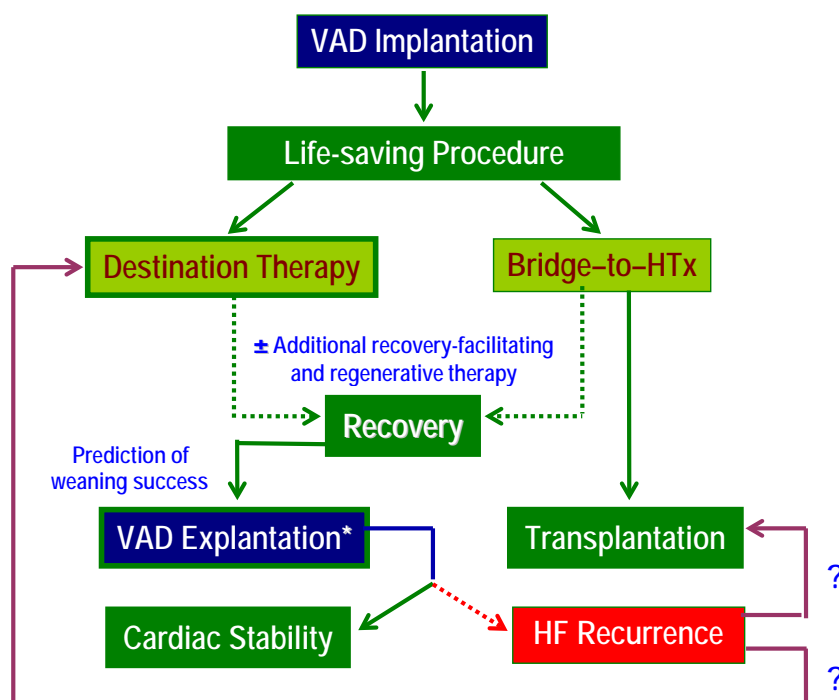 VAD Implantation
Life-saving Procedure
Destination Therapy
Bridge–to–HTx
± Additional recovery-facilitating
and regenerative therapy
Recovery
Prediction of
weaning success
VAD Explantation*
Transplantation
?
Cardiac Stability
HF Recurrence
?